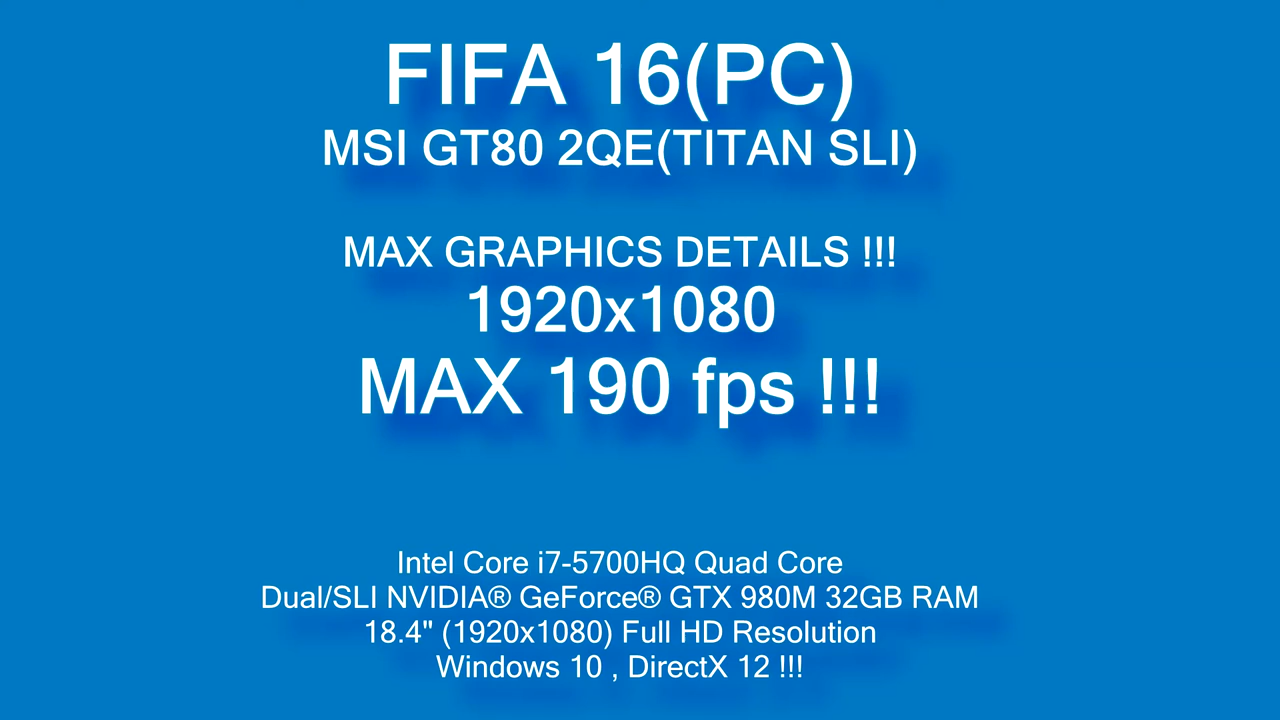 FIFA 16(PC)
MSI GT80 2QE(TITAN SLI)
MAX GRAPHICS DETAILS !!!
1920x1080
MAX 190 fps !!!
Intel Core i7-5700HQ Quad Core
Dual/SLI NVIDIA® GeForce® GTX 980M 32GB RAM
18.4" (1920x1080) Full HD Resolution
Windows 10 , DirectX 12 !!!